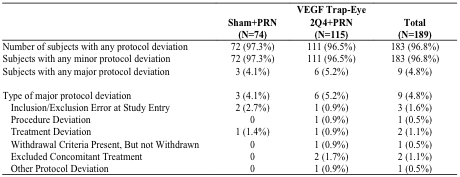 VEGF Trap-Eye
Sham+PRN 2Q4+PRN Total
(N=74) (N=115) (N=189)
Number of subjects with any protocol deviation 72 (97.3%) 111 (96.5%) 183 (96.8%)
Subjects with any minor protocol deviation 72 (97.3%) 111 (96.5%) 183 (96.8%)
Subjects with any major protocol deviation 3 (4.1%) 6 (5.2%) 9 (4.8%)
Type of major protocol deviation 3 (4.1%) 6 (5.2%) 9 (4.8%)
Inclusion/Exclusion Error at Study Entry 2 (2.7%) 1 (0.9%) 3 (1.6%)
Procedure Deviation 0 1 (0.9%) 1 (0.5%)
Treatment Deviation 1 (1.4%) 1 (0.9%) 2 (1.1%)
Withdrawal Criteria Present, But not Withdrawn 0 1 (0.9%) 1 (0.5%)
Excluded Concomitant Treatment 0 2 (1.7%) 2 (1.1%)
Other Protocol Deviation 0 1 (0.9%) 1 (0.5%)